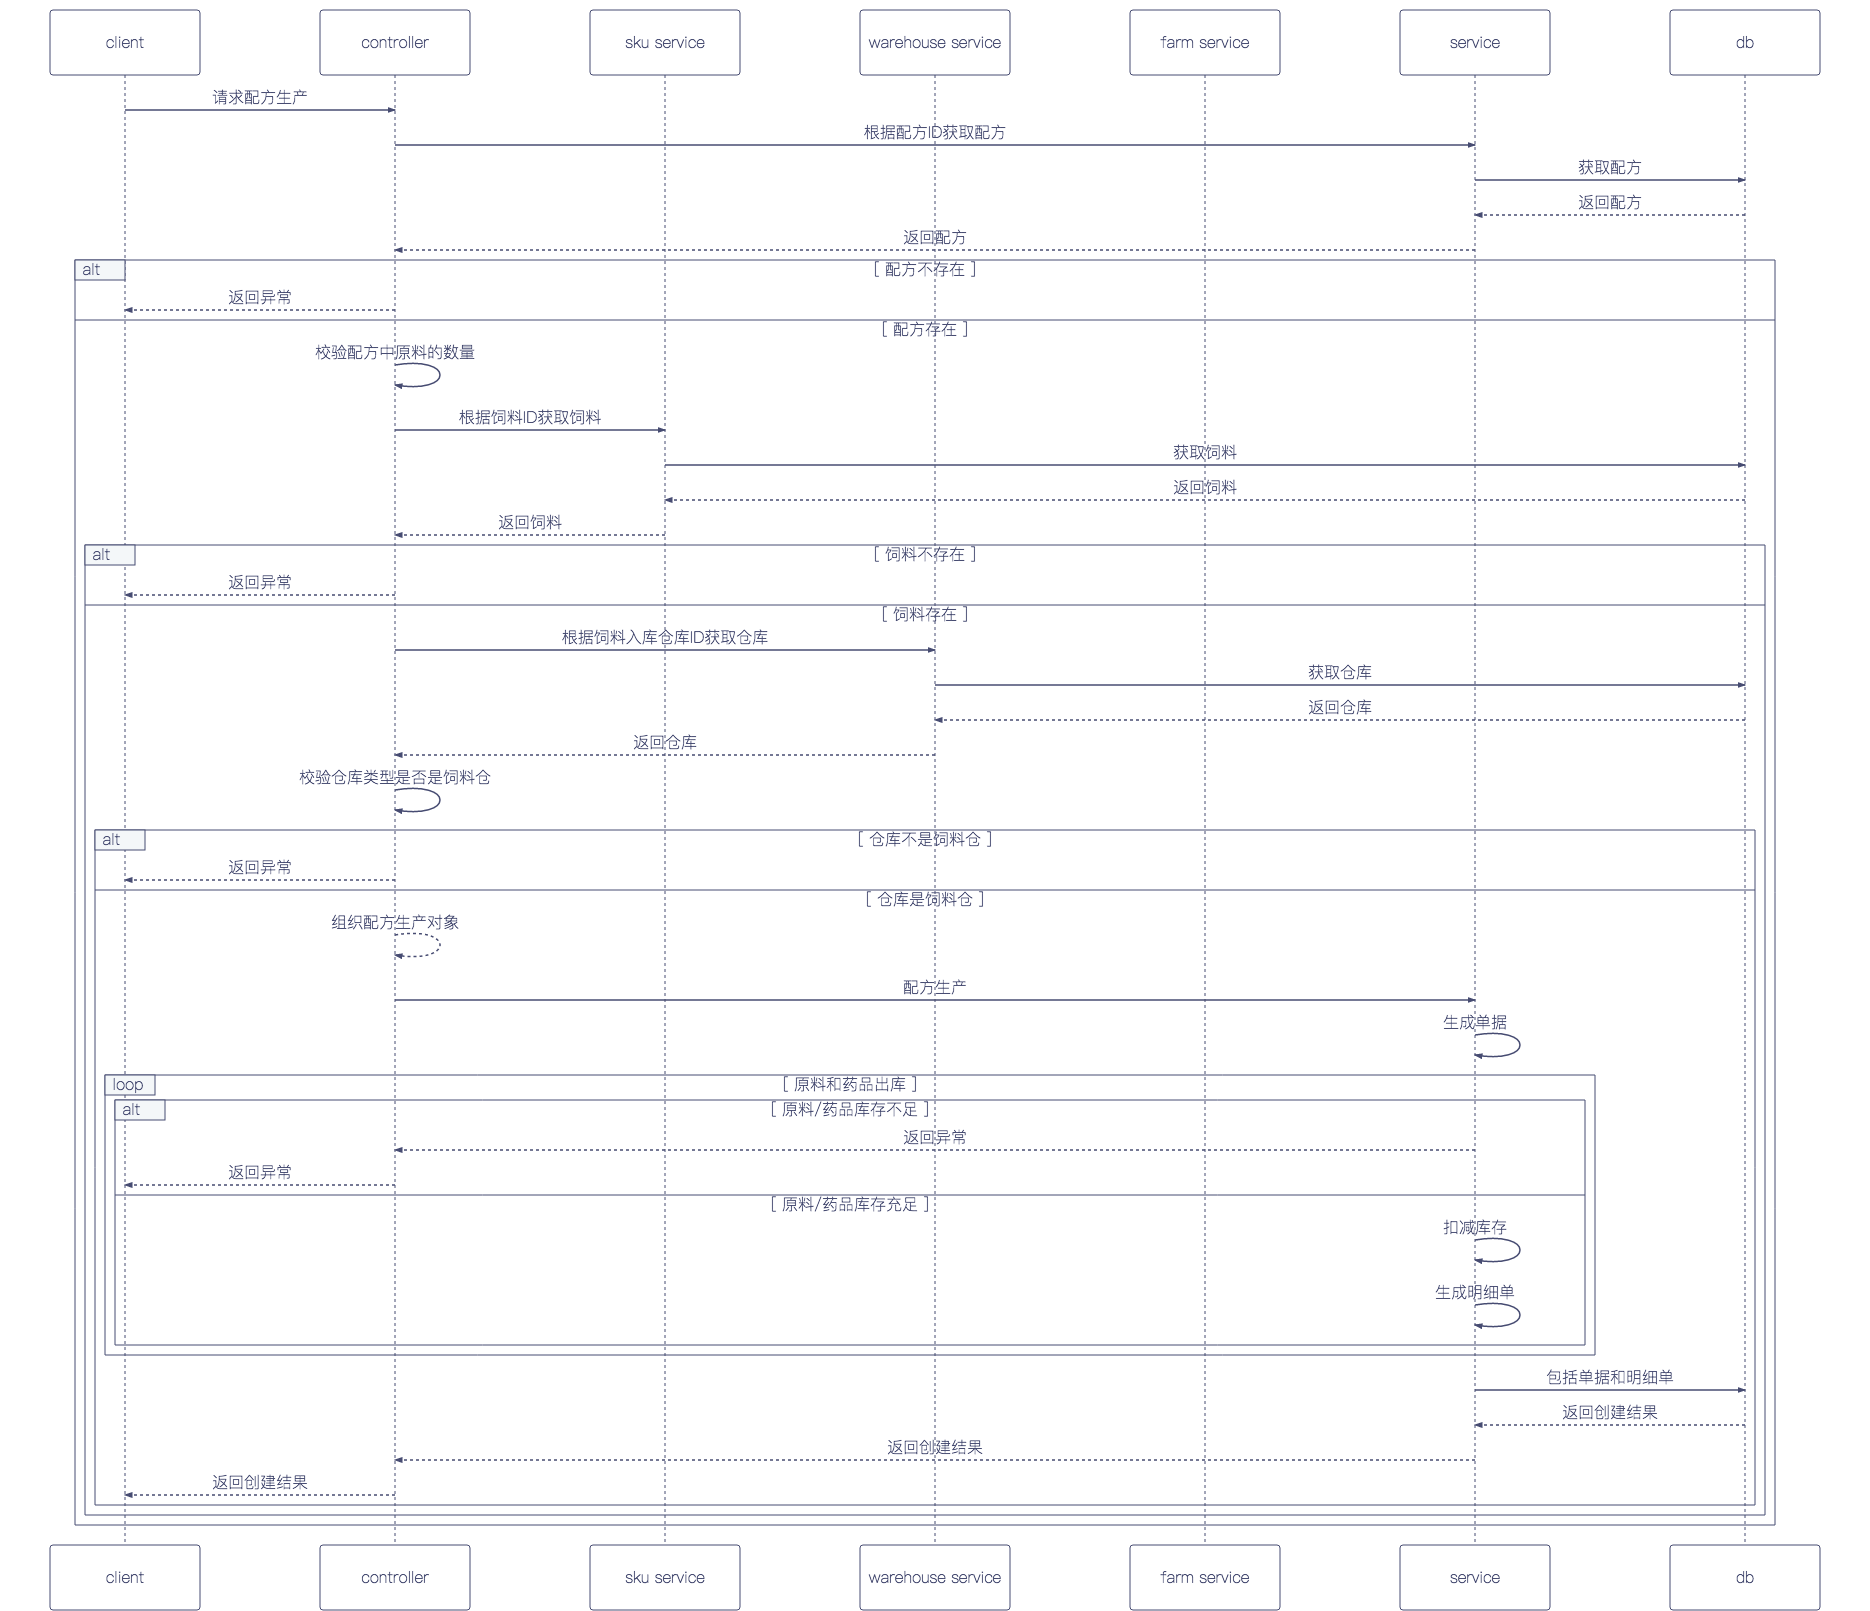 client
controller
sku service
warehouse service
farm service
service
db
请求配方生产
根据配方ID获取配方
获取配方
返回配方
返回配方
alt
[ 配方不存在 ]
返回异常
[ 配方存在 ]
校验配方中原料的数量
根据饲料ID获取饲料
获取饲料
返回饲料
返回饲料
alt
[ 饲料不存在 ]
返回异常
[ 饲料存在 ]
根据饲料入库仓库ID获取仓库
获取仓库
返回仓库
返回仓库
校验仓库类型是否是饲料仓
alt
[ 仓库不是饲料仓 ]
返回异常
[ 仓库是饲料仓 ]
组织配方生产对象
配方生产
生成单据
loop
[ 原料和药品出库 ]
alt
[ 原料/药品库存不足 ]
返回异常
返回异常
[ 原料/药品库存充足 ]
扣减库存
生成明细单
包括单据和明细单
返回创建结果
返回创建结果
返回创建结果
client
controller
sku service
warehouse service
farm service
service
db